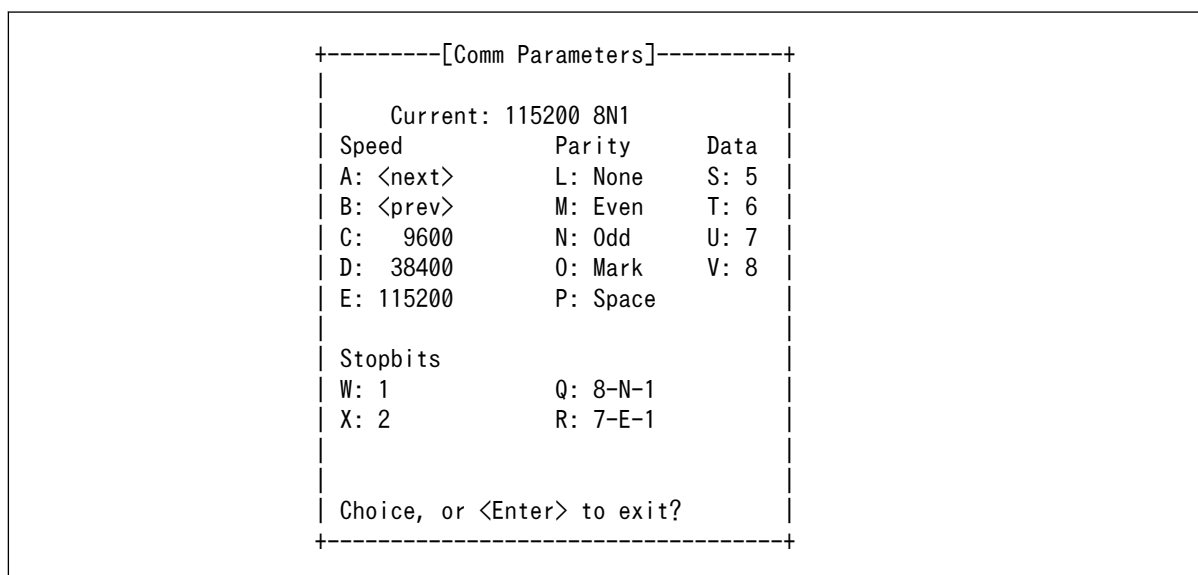 +---------[Comm Parameters]----------+
|                                    |
|     Current: 115200 8N1            |
| Speed            Parity      Data  |
| A: <next>        L: None     S: 5  |
| B: <prev>        M: Even     T: 6  |
| C:   9600        N: Odd      U: 7  |
| D:  38400        O: Mark     V: 8  |
| E: 115200        P: Space          |
|                                    |
| Stopbits                           |
| W: 1             Q: 8-N-1          |
| X: 2             R: 7-E-1          |
|                                    |
|                                    |
| Choice, or <Enter> to exit?        |
+------------------------------------+